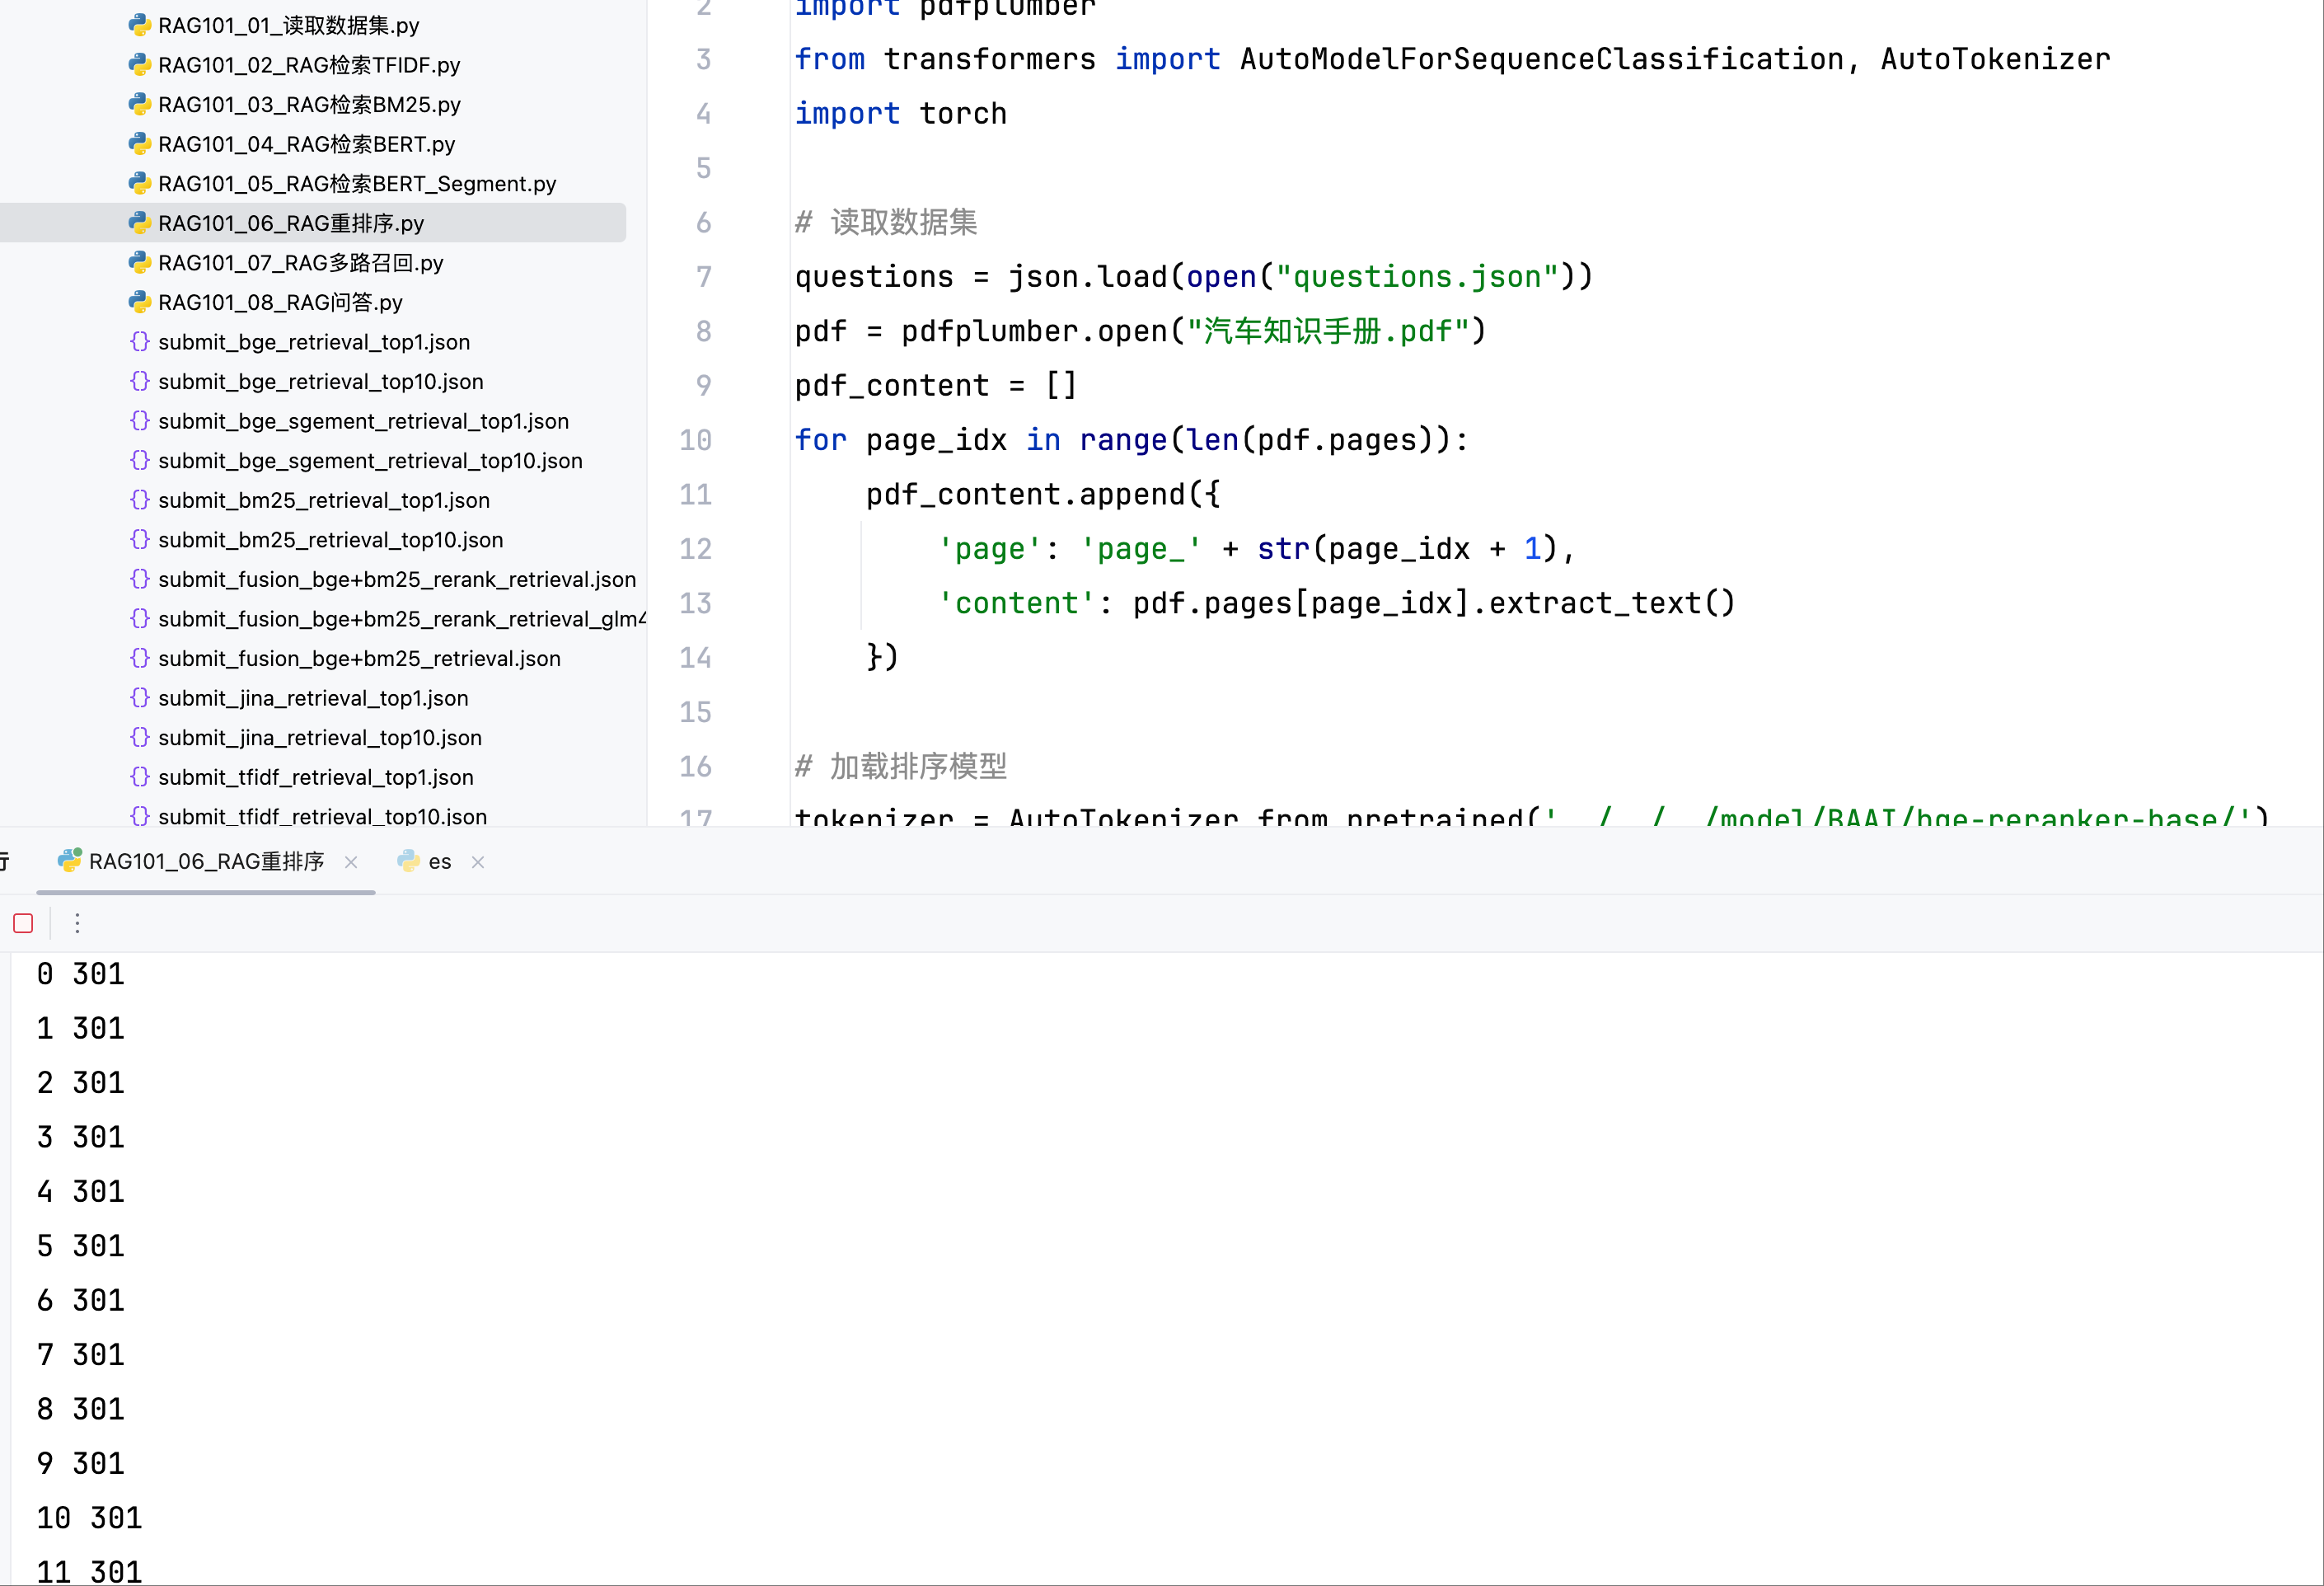 RAG101_01_读取数据集.py
RAG101_02_RAG检索TFIDF.py
RAG101_03_RAG检索BM25.py
RAG101_04_RAG检索BERT.py
RAG101_05_RAG检索BERT_Segment.py
RAG101_06_RAG重排序.py
RAG101_07_RAG多路召回.py
RAG101_08_RAG问答.py
submit_bge_retrieval_top1.json
submit_bge_retrieval_top10.json
submit_bge_sgement_retrieval_top1.json
submit_bge_sgement_retrieval_top10.json
submit_bm25_retrieval_top1.json
submit_bm25_retrieval_top10.json
submit_fusion_bge+bm25_rerank_retrieval.json
submit_fusion_bge+bm25_rerank_retrieval_glm4
submit_fusion_bge+bm25_retrieval.json
submit_jina_retrieval_top1.json
submit_jina_retrieval_top10.json
submit_tfidf_retrieval_top1.json
submit_tfidf_retrieval_top10.json
2 import pdfplumber
3 from transformers import AutoModelForSequenceClassification, AutoTokenizer
4 import torch
5
6 # 读取数据集
7 questions = json.load(open("questions.json"))
8 pdf = pdfplumber.open("汽车知识手册.pdf")
9 pdf_content = []
10 for page_idx in range(len(pdf.pages)):
11 pdf_content.append({
12 'page': 'page_' + str(page_idx + 1),
13 'content': pdf.pages[page_idx].extract_text()
14 })
15
16 # 加载排序模型
17 tokenizer = AutoTokenizer.from_pretrained('../../../model/BAAI/bge-reranker-base/')
行
RAG101_06_RAG重排序
es
0 301
1 301
2 301
3 301
4 301
5 301
6 301
7 301
8 301
9 301
10 301
11 301